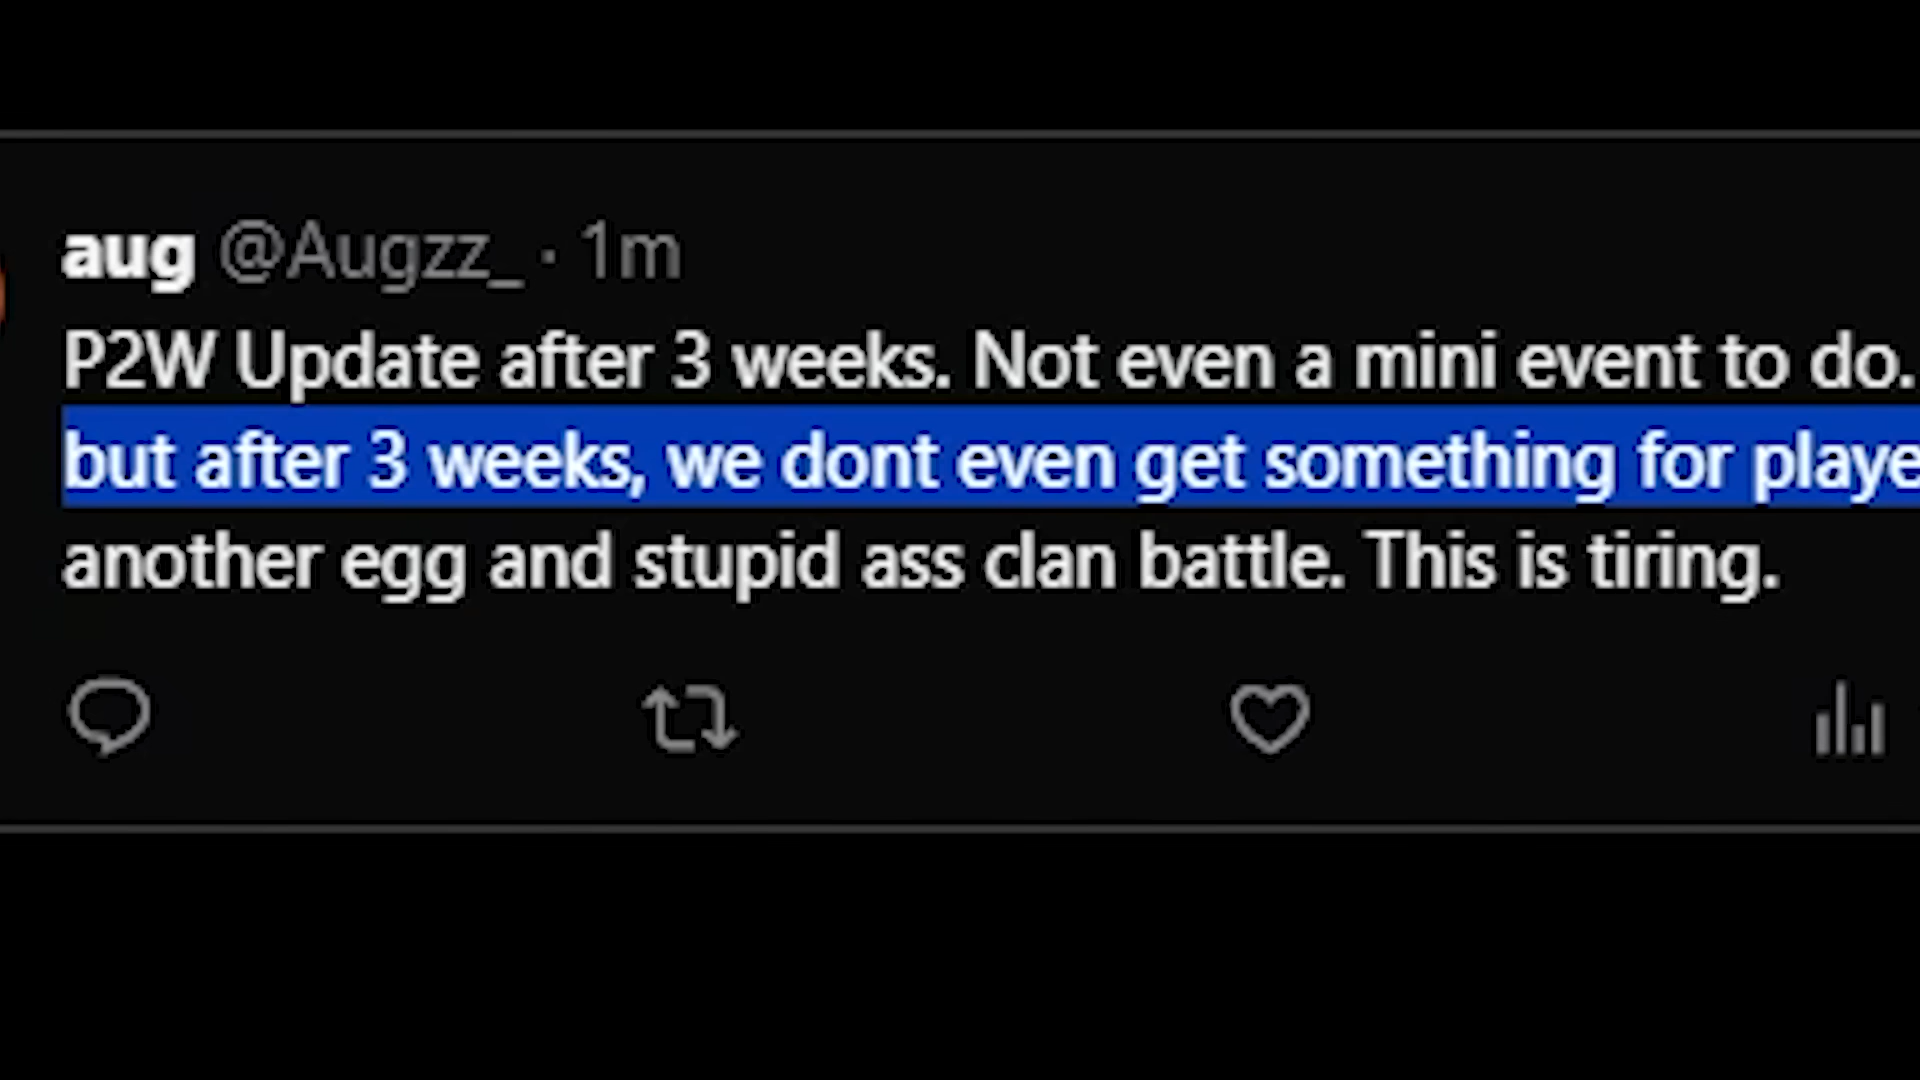 aug @Augzz_ · 1m
P2W Update after 3 weeks. Not even a mini event to do.
but after 3 weeks, we dont even get something for playe
another egg and stupid ass clan battle. This is tiring.